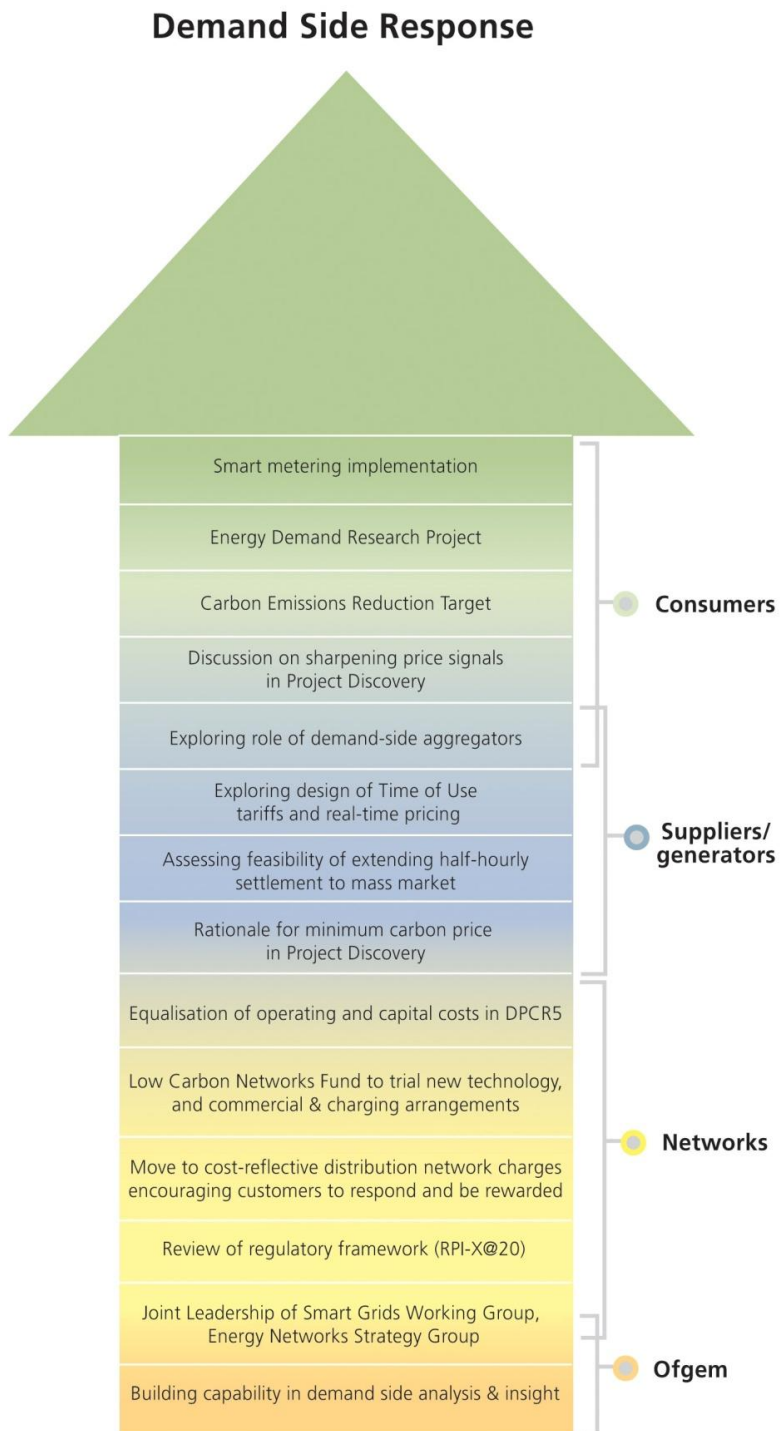 Demand Side Response
Smart metering implementation
Energy Demand Research Project
Carbon Emissions Reduction Target
Discussion on sharpening price signals
in Project Discovery
Exploring role of demand-side aggregators
Exploring design of Time of Use
tariffs and real-time pricing
Assessing feasibility of extending half-hourly
settlement to mass market
Rationale for minimum carbon price
in Project Discovery
Equalisation of operating and capital costs in DPCR5
Low Carbon Networks Fund to trial new technology,
and commercial & charging arrangements
Move to cost-reflective distribution network charges
encouraging customers to respond and be rewarded
Review of regulatory framework (RPI-X@20)
Joint Leadership of Smart Grids Working Group,
Energy Networks Strategy Group
Building capability in demand side analysis & insight
Consumers
Suppliers/
generators
Networks
Ofgem